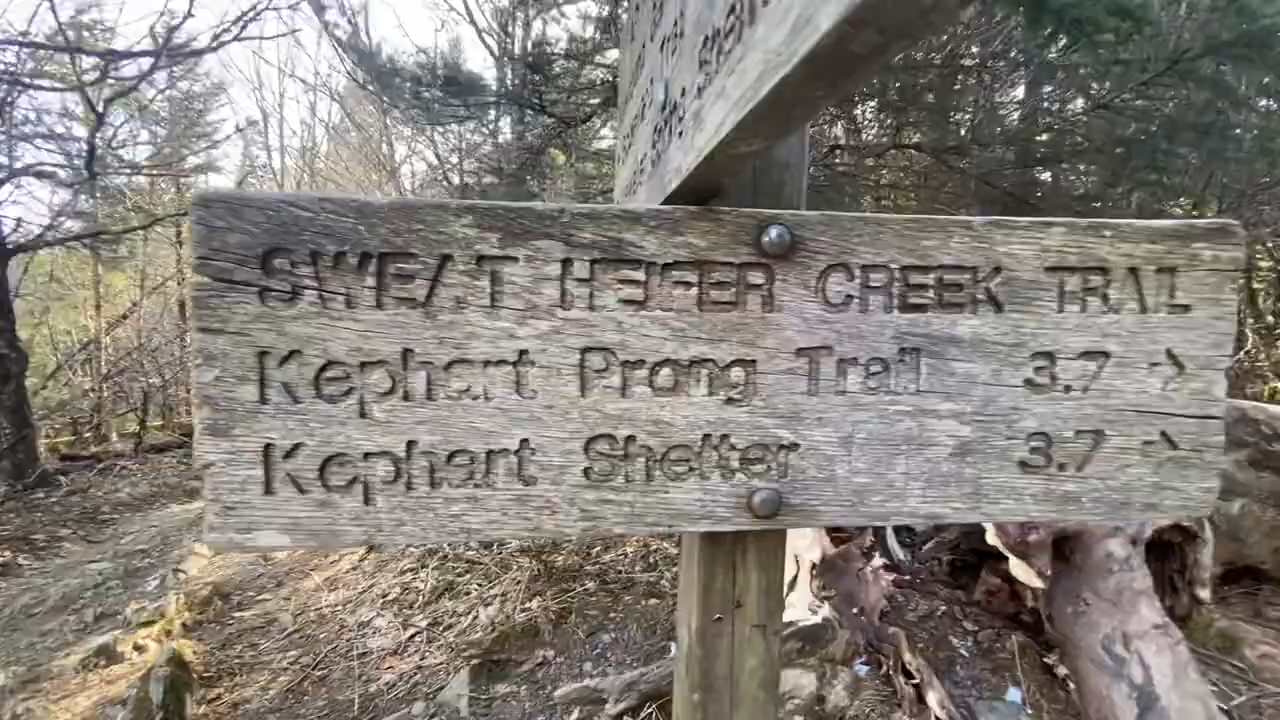 SWEAT HEIFER CREEK TRAIL
Kephart Prong Trail 3.7 →
Kephart Shelter 3.7 →